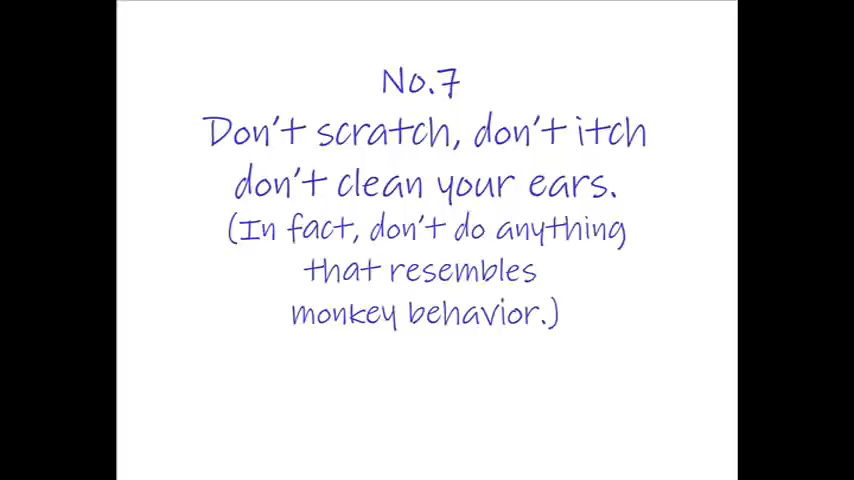 No.7
Don't scratch, don't itch
don't clean your ears.
(In fact, don't do anything
that resembles
monkey behavior.)